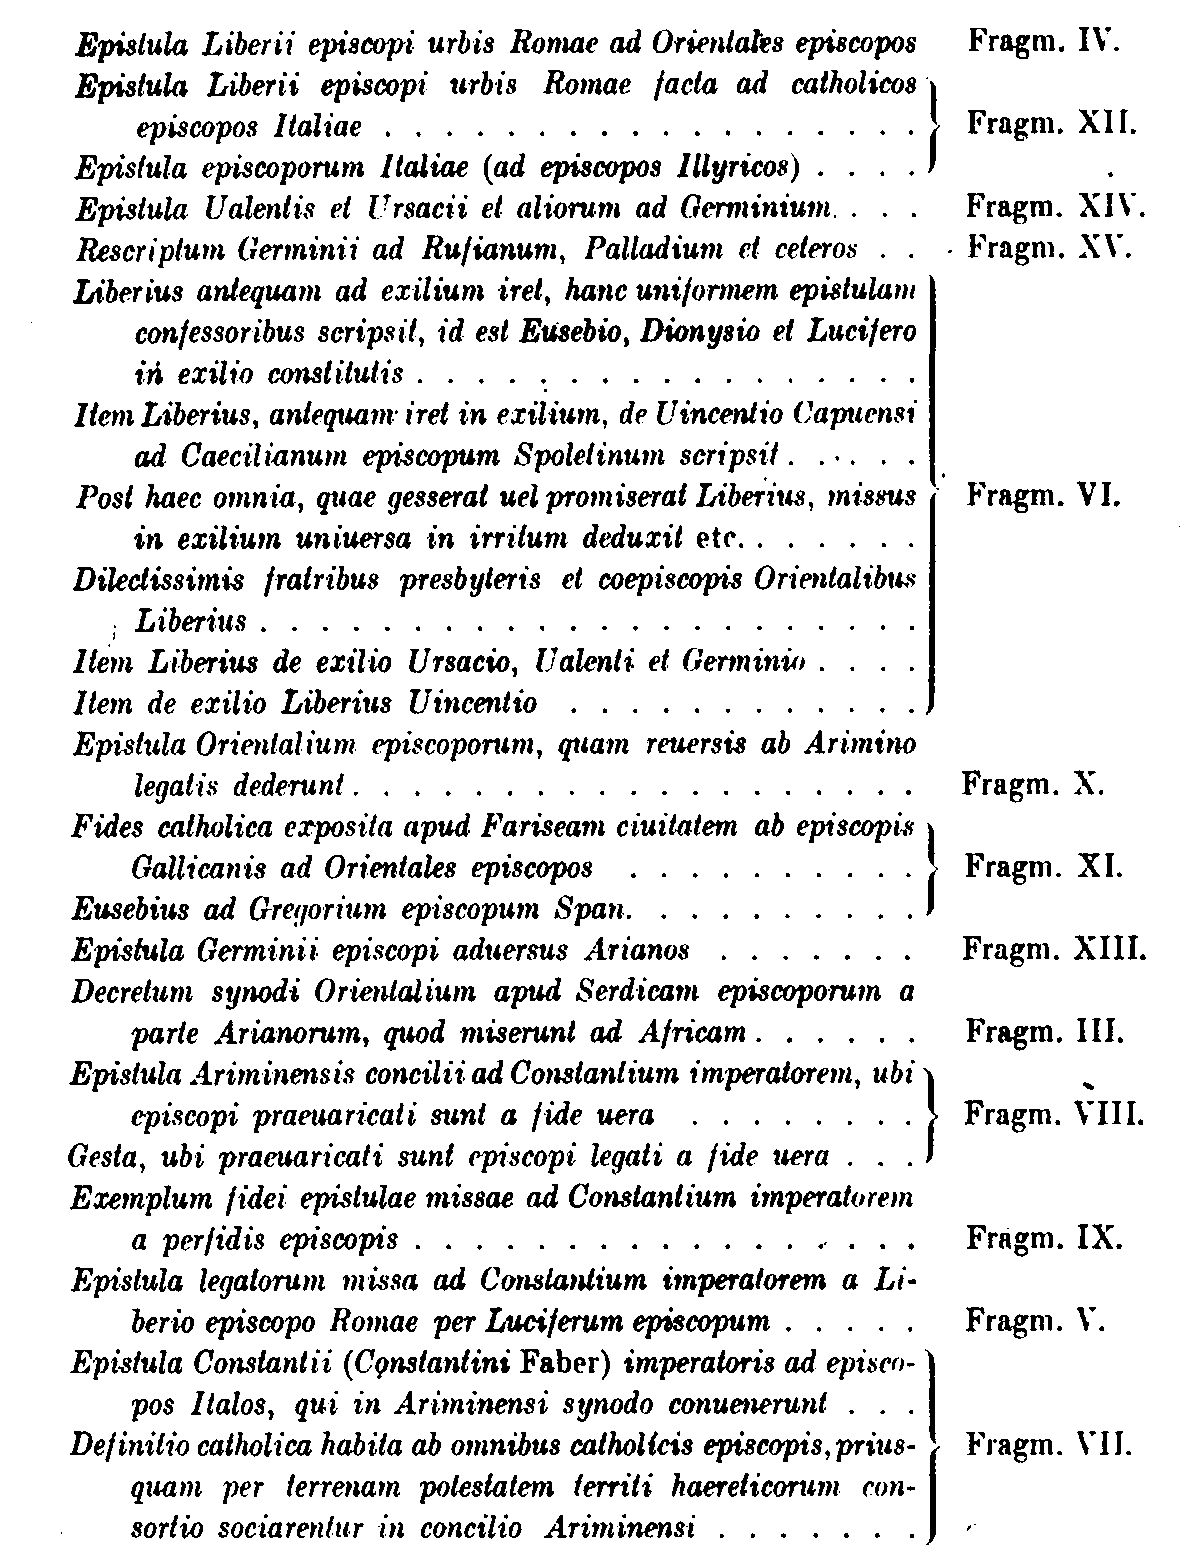 Epistula Liberii episcopi urbis Romae ad Orientales episcopos Fragm. IV.
Epistula Liberii episcopi urbis Romae facta ad catholicos
episcopos Italiae . . . . . . . . . . . . . . . . . . Fragm. XII.
Epistula episcoporum Italiae (ad episcopos Illyricos) . . . .
Epistula Ualentis et Ursacii et aliorum ad Germinium. . . . Fragm. XIV.
Rescriptum Germinii ad Rufianum, Palladium et ceteros . . Fragm. XV.
Liberius antequam ad exilium iret, hanc uniformem epistulam
confessoribus scripsit, id est Eusebio, Dionysio et Lucifero
in exilio constitutis . . . . . . . . . . . . . . . . .
Item Liberius, antequam iret in exilium, de Uincentio Capuensi
ad Caecilianum episcopum Spoletinum scripsit . . . . .
Post haec omnia, quae gesserat uel promiserat Liberius, missus Fragm. VI.
in exilium uniuersa in irritum deduxit etc. . . . . . .
Dilectissimis fratribus presbyteris et coepiscopis Orientalibus
Liberius . . . . . . . . . . . . . . . . . . . . . .
Item Liberius de exilio Ursacio, Ualenti et Germinio . . . .
Item de exilio Liberius Uincentio . . . . . . . . . . . .
Epistula Orientalium episcoporum, quam reuersis ab Arimino
legatis dederunt . . . . . . . . . . . . . . . . . . . Fragm. X.
Fides catholica exposita apud Fariseam ciuitatem ab episcopis
Gallicanis ad Orientales episcopos . . . . . . . . . . Fragm. XI.
Eusebius ad Gregorium episcopum Span. . . . . . . . . .
Epistula Germinii episcopi aduersus Arianos . . . . . . . Fragm. XIII.
Decretum synodi Orientalium apud Serdicam episcoporum a
parte Arianorum, quod miserunt ad Africam . . . . . . Fragm. III.
Epistula Ariminensis concilii ad Constantium imperatorem, ubi
episcopi praeuaricati sunt a fide uera . . . . . . . . Fragm. VIII.
Gesta, ubi praeuaricati sunt episcopi legati a fide uera . . .
Exemplum fidei epistulae missae ad Constantium imperatorem
a perfidis episcopis . . . . . . . . . . . . . . . . . Fragm. IX.
Epistula legatorum missa ad Constantium imperatorem a Li-
berio episcopo Romae per Luciferum episcopum . . . . . Fragm. V.
Epistula Constantii (Constantini Faber) imperatoris ad episco-
pos Italos, qui in Ariminensi synodo conuenerunt . . .
Definitio catholica habita ab omnibus catholicis episcopis, prius- Fragm. VII.
quam per terrenam potestatem territi haereticorum con-
sortio sociarentur in concilio Ariminensi . . . . . . .